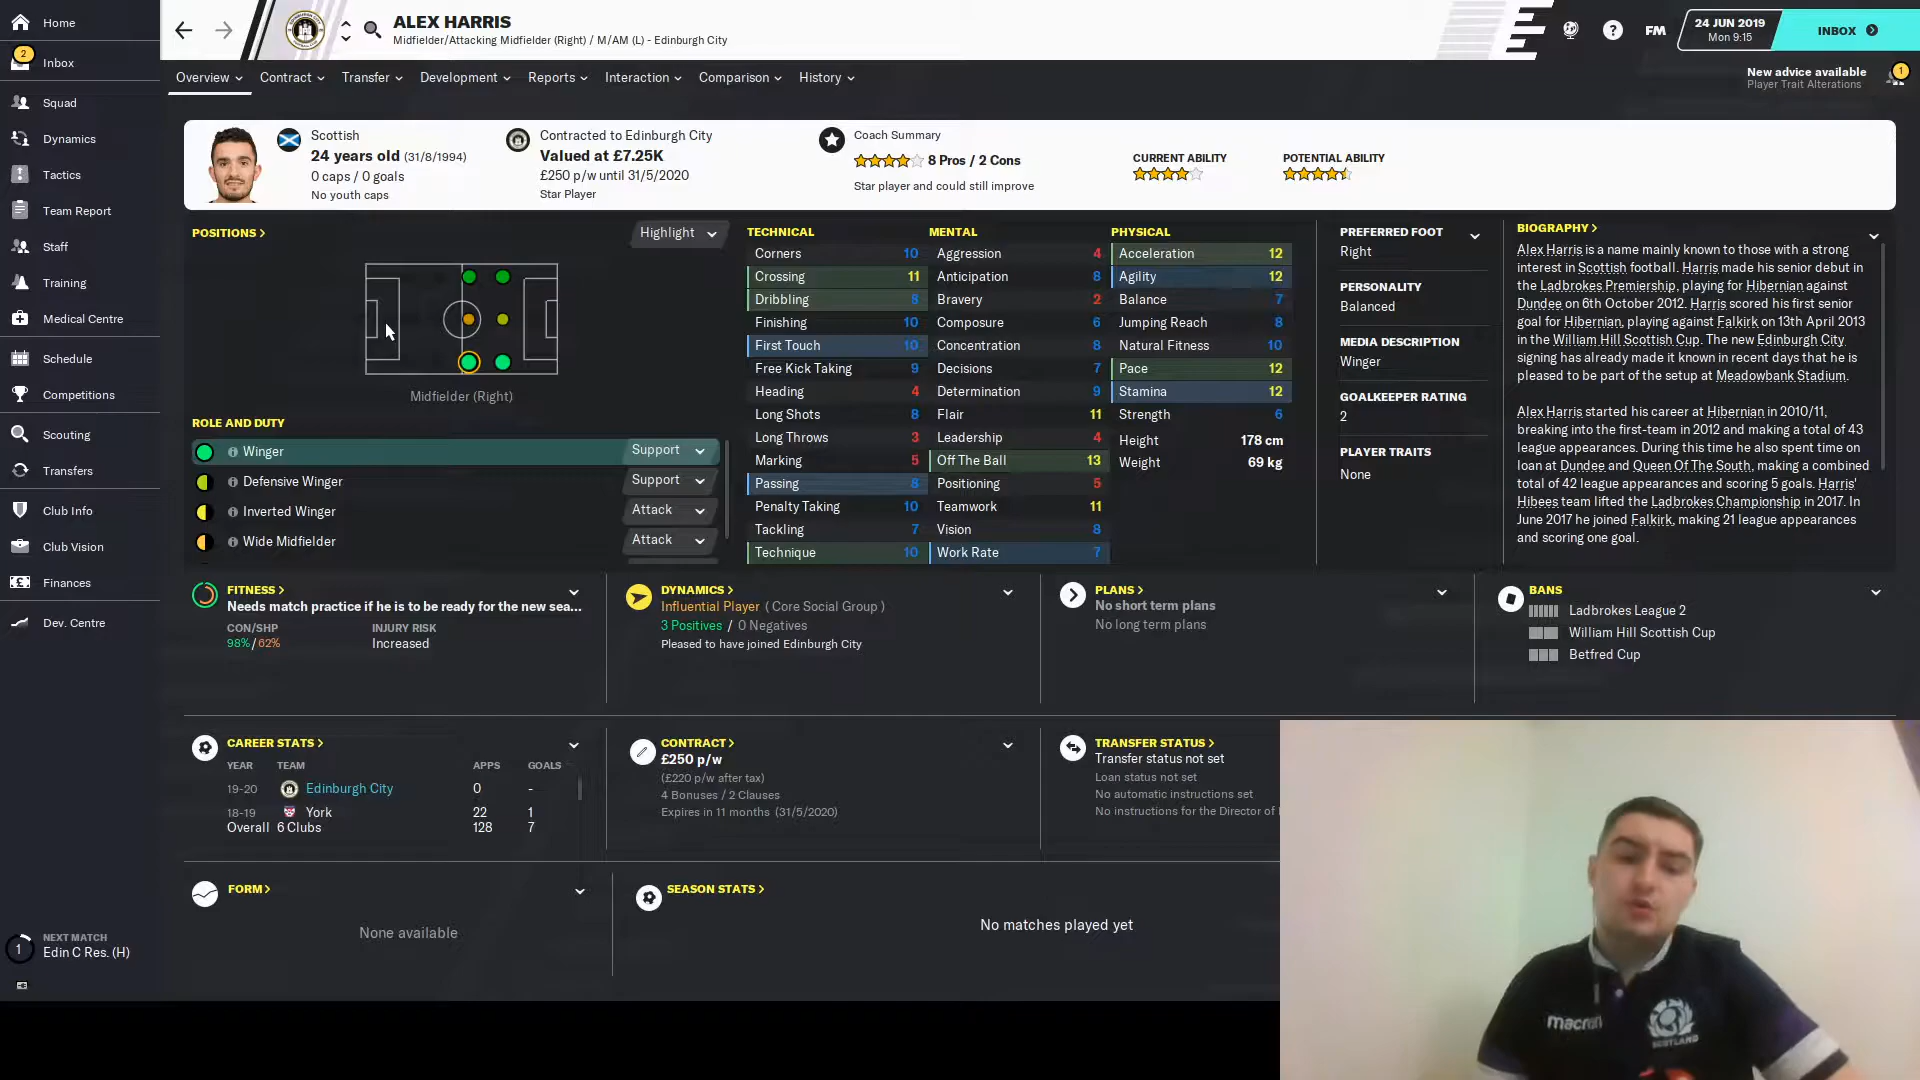 Home
2
Inbox
Squad
Dynamics
Tactics
Team Report
Staff
Training
Medical Centre
Schedule
Competitions
Scouting
Transfers
Club Info
Club Vision
Finances
Dev. Centre
1
NEXT MATCH
Edin C Res. (H)
ALEX HARRIS
Midfielder/Attacking Midfielder (Right) / M/AM (L) - Edinburgh City
FM
24 JUN 2019
Mon 9:15
INBOX
Overview
Contract
Transfer
Development
Reports
Interaction
Comparison
History
New advice available
Player Trait Alterations
1
Scottish
24 years old (31/8/1994)
0 caps / 0 goals
No youth caps
Contracted to Edinburgh City
Valued at £7.25K
£250 p/w until 31/5/2020
Star Player
Coach Summary
8 Pros / 2 Cons
Star player and could still improve
CURRENT ABILITY
POTENTIAL ABILITY
POSITIONS >
Highlight
Midfielder (Right)
ROLE AND DUTY
Winger Support
Defensive Winger Support
Inverted Winger Attack
Wide Midfielder Attack
TECHNICAL
Corners 10
Crossing 11
Dribbling 8
Finishing 10
First Touch 10
Free Kick Taking 9
Heading 4
Long Shots 8
Long Throws 3
Marking 5
Passing 8
Penalty Taking 10
Tackling 7
Technique 10
MENTAL
Aggression 4
Anticipation 8
Bravery 2
Composure 6
Concentration 8
Decisions 7
Determination 9
Flair 11
Leadership 4
Off The Ball 13
Positioning 5
Teamwork 11
Vision 8
Work Rate 7
PHYSICAL
Acceleration 12
Agility 12
Balance 7
Jumping Reach 8
Natural Fitness 10
Pace 12
Stamina 12
Strength 6
Height 178 cm
Weight 69 kg
PREFERRED FOOT
Right
PERSONALITY
Balanced
MEDIA DESCRIPTION
Winger
GOALKEEPER RATING
2
PLAYER TRAITS
None
BIOGRAPHY >
Alex Harris is a name mainly known to those with a strong
interest in Scottish football. Harris made his senior debut in
the Ladbrokes Premiership, playing for Hibernian against
Dundee on 6th October 2012. Harris scored his first senior
goal for Hibernian, playing against Falkirk on 13th April 2013
in the William Hill Scottish Cup. The new Edinburgh City
signing has already made it known in recent days that he is
pleased to be part of the setup at Meadowbank Stadium.
Alex Harris started his career at Hibernian in 2010/11,
breaking into the first-team in 2012 and making a total of 43
league appearances. During this time he also spent time on
loan at Dundee and Queen Of The South, making a combined
total of 42 league appearances and scoring 5 goals. Harris'
Hibees team lifted the Ladbrokes Championship in 2017. In
June 2017 he joined Falkirk, making 21 league appearances
and scoring one goal.
FITNESS >
Needs match practice if he is to be ready for the new sea...
CON/SHP
98% / 62%
INJURY RISK
Increased
DYNAMICS >
Influential Player ( Core Social Group )
3 Positives / 0 Negatives
Pleased to have joined Edinburgh City
PLANS >
No short term plans
No long term plans
BANS
Ladbrokes League 2
William Hill Scottish Cup
Betfred Cup
CAREER STATS >
YEAR TEAM APPS GOALS
19-20 Edinburgh City 0 -
18-19 York 22 1
Overall 6 Clubs 128 7
CONTRACT >
£250 p/w
(£220 p/w after tax)
4 Bonuses / 2 Clauses
Expires in 11 months (31/5/2020)
TRANSFER STATUS >
Transfer status not set
Loan status not set
No automatic instructions set
No instructions for the Director of
FORM >
None available
SEASON STATS >
No matches played yet
macron
SCOTLAND